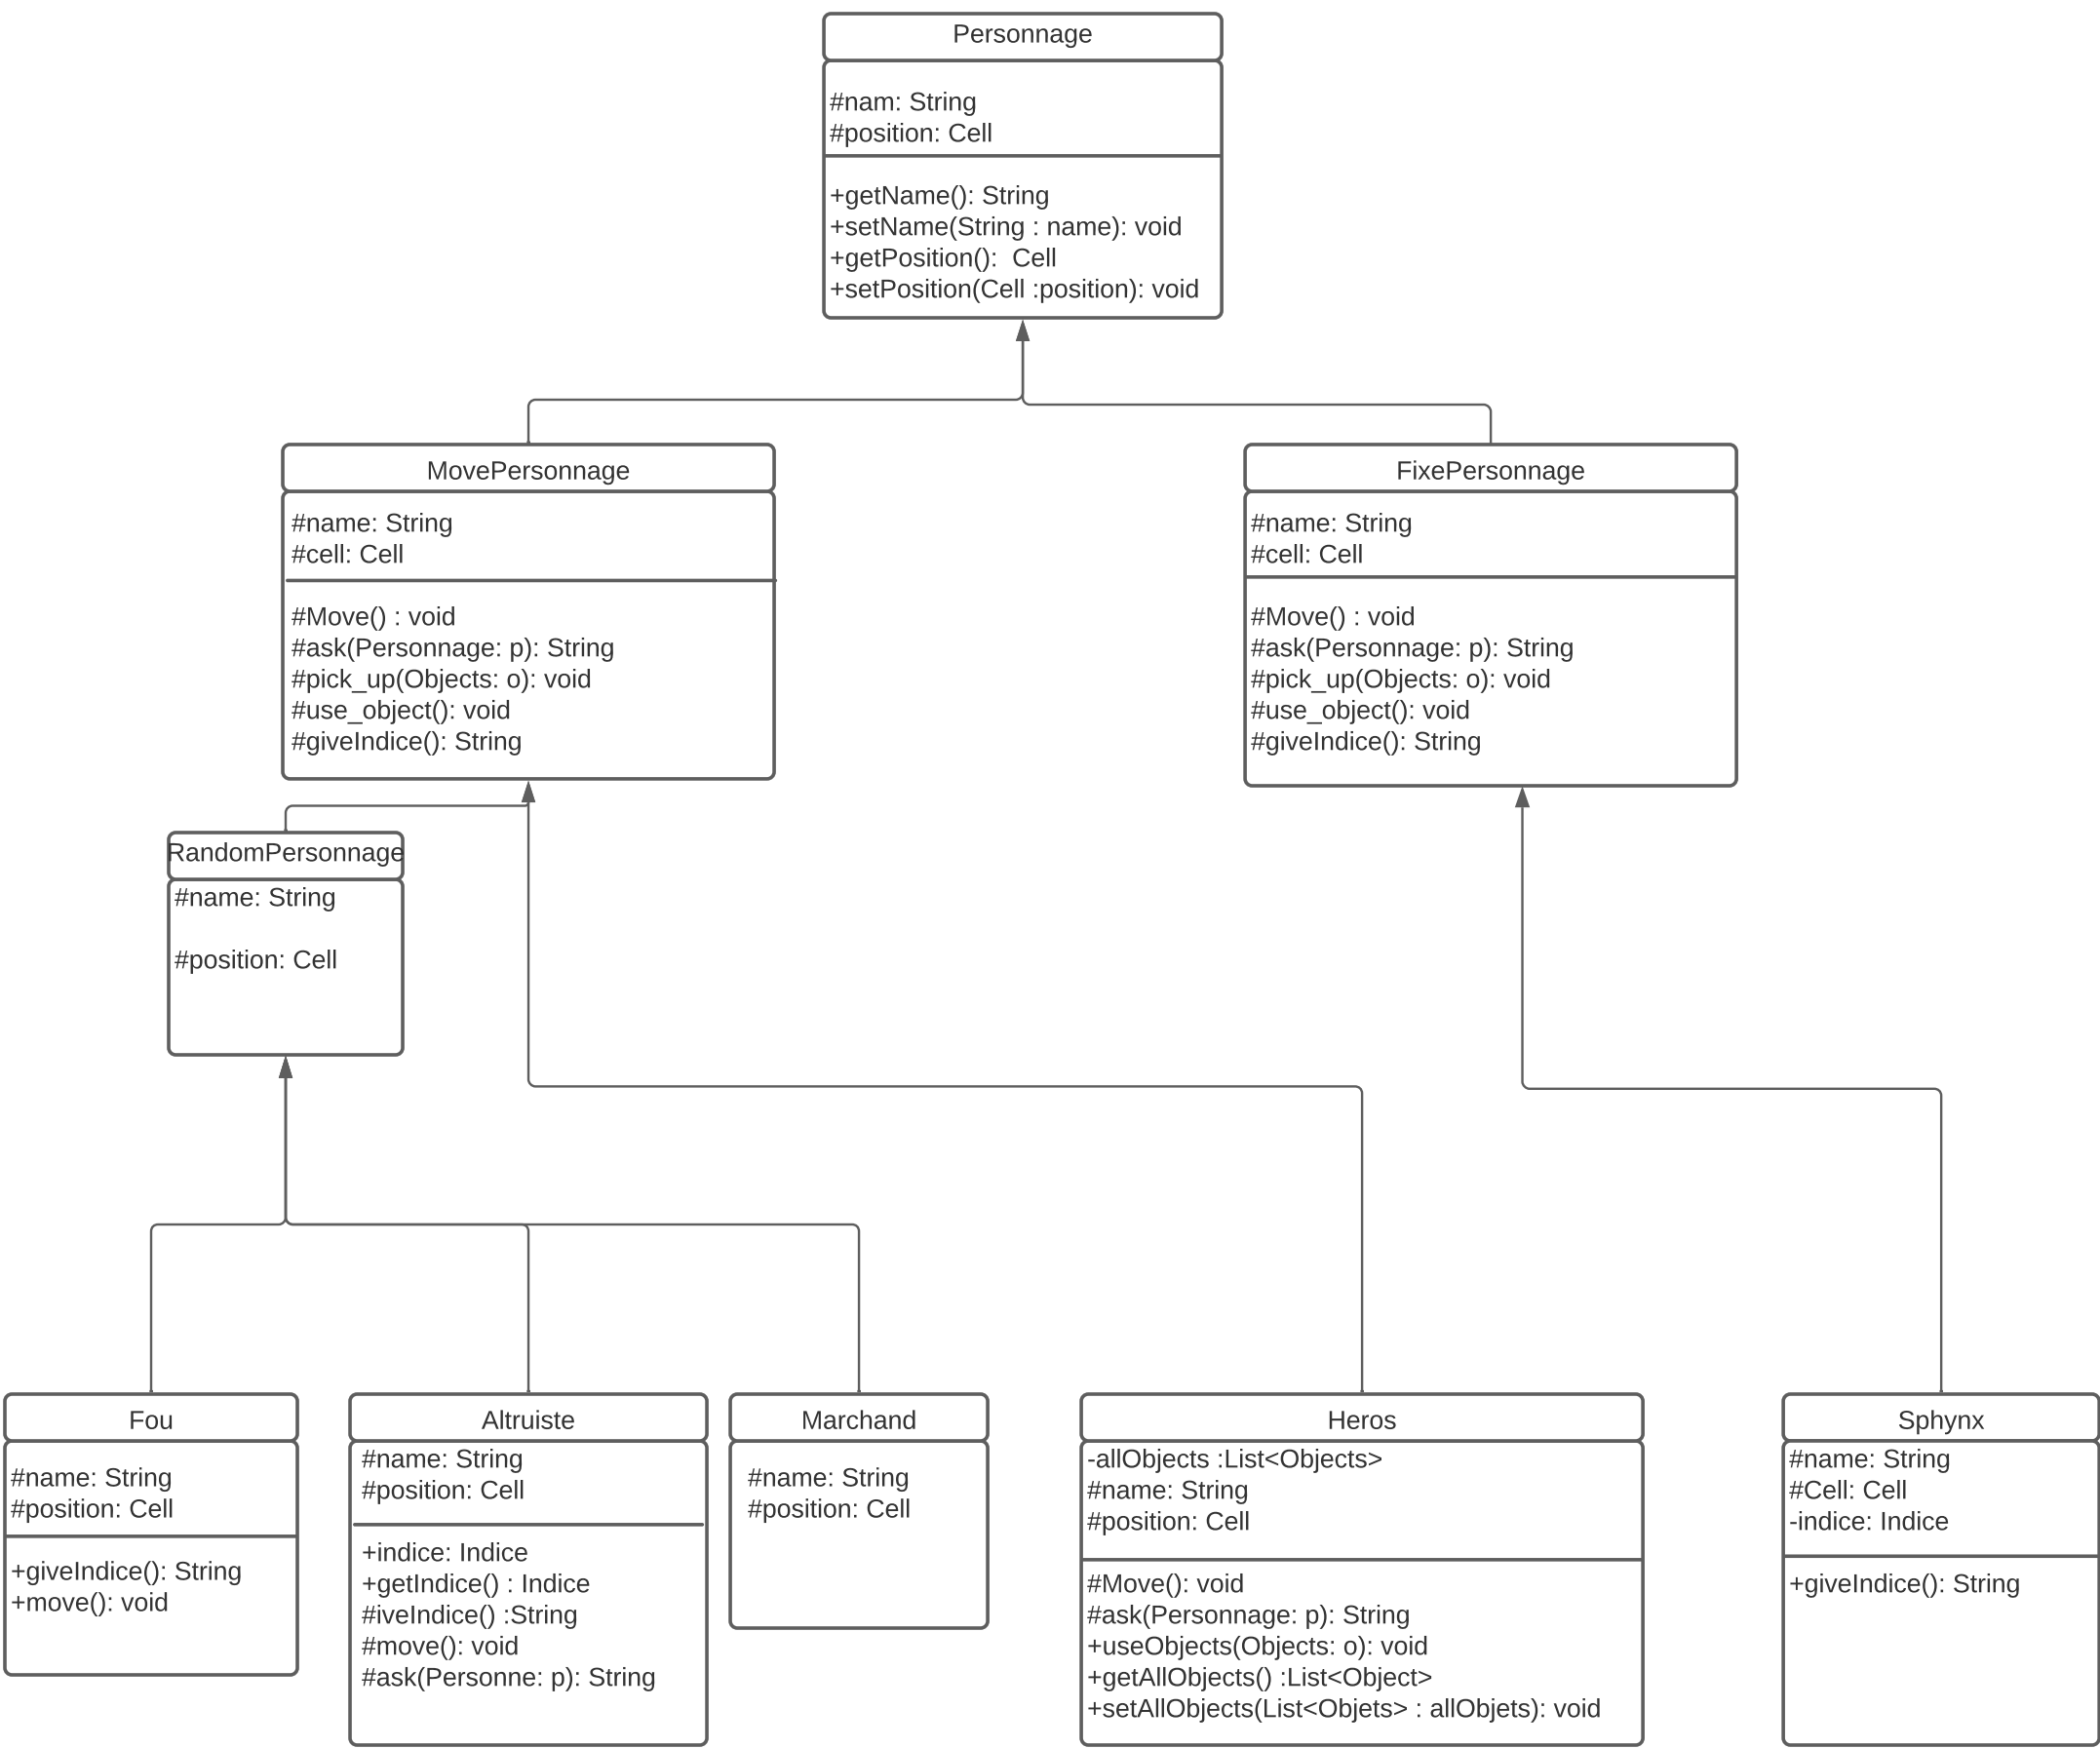 Personnage
#nam: String
#position: Cell
+getName(): String
+setName(String : name): void
+getPosition():  Cell
+setPosition(Cell :position): void
MovePersonnage
#name: String
#cell: Cell
#Move() : void
#ask(Personnage: p): String
#pick_up(Objects: o): void
#use_object(): void
#giveIndice(): String
FixePersonnage
#name: String
#cell: Cell
#Move() : void
#ask(Personnage: p): String
#pick_up(Objects: o): void
#use_object(): void
#giveIndice(): String
RandomPersonnage
#name: String
#position: Cell
Fou
#name: String
#position: Cell
+giveIndice(): String
+move(): void
Altruiste
#name: String
#position: Cell
+indice: Indice
+getIndice() : Indice
#iveIndice() :String
#move(): void
#ask(Personne: p): String
Marchand
#name: String
#position: Cell
Heros
-allObjects :List<Objects>
#name: String
#position: Cell
#Move(): void
#ask(Personnage: p): String
+useObjects(Objects: o): void
+getAllObjects() :List<Object>
+setAllObjects(List<Objets> : allObjets): void
Sphynx
#name: String
#Cell: Cell
-indice: Indice
+giveIndice(): String